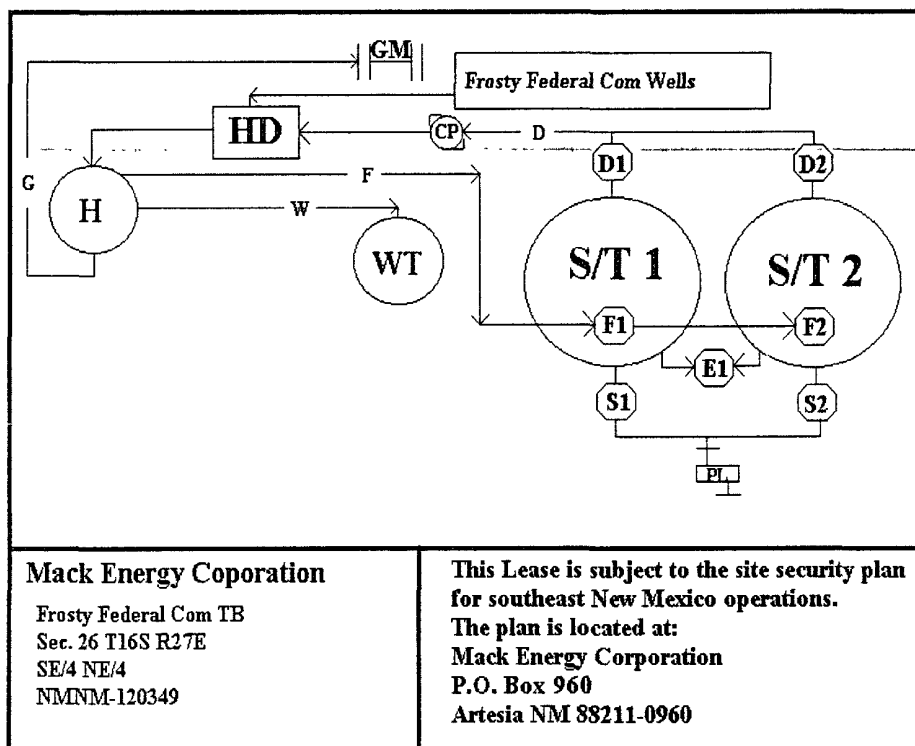 GM
Frosty Federal Com Wells
HD
CP
D
D1
D2
G
H
F
W
WT
S/T 1
S/T 2
F1
F2
E1
S1
S2
PL
Mack Energy Coporation
Frosty Federal Com TB
Sec. 26 T16S R27E
SE/4 NE/4
NMNM-120349
This Lease is subject to the site security plan
for southeast New Mexico operations.
The plan is located at:
Mack Energy Corporation
P.O. Box 960
Artesia NM 88211-0960